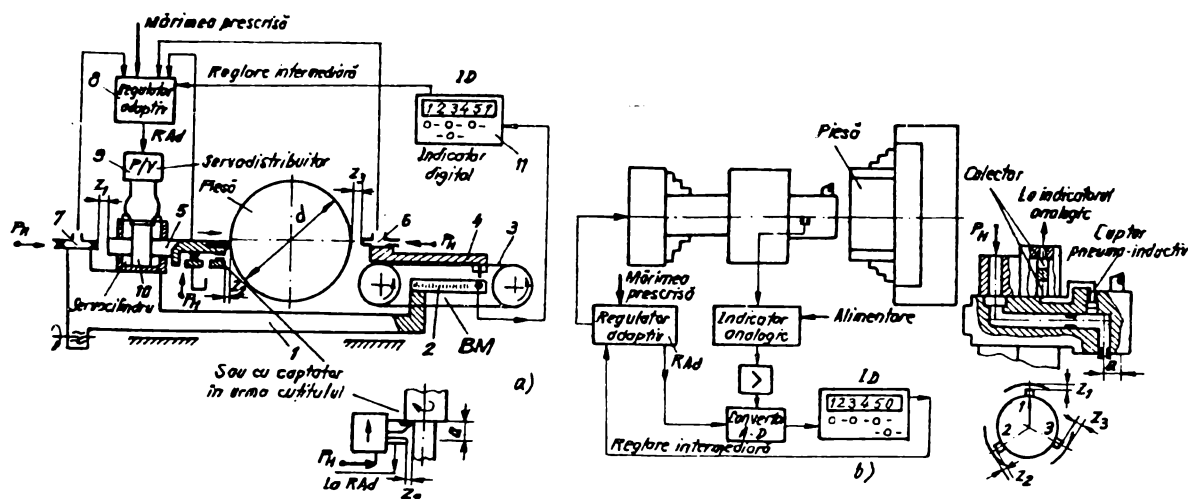 Mărimea prescrisă
Reglare intermediară
ID
8
Regulator
adaptiv
RAd
123451
Indicator
digital
11
9
P/V
Servodistribuitor
Piesă
Z1
Z3
d
7
PH
5
6
PH
4
3
10
Servocilindru
PH
1
2
BM
Sau cu captator
în urma cuțitului
a)
PH
La RAd
a
Piesă
Colector
La indicatorul
analogic
PH
Captor
pneumo-inductiv
Mărimea
prescrisă
Regulator
adaptiv
RAd
Indicator
analogic
Alimentare
a
>
ID
123450
Convertor
A-D
Reglare intermediară
b)
Z1
1
2
3
Z3
Z2